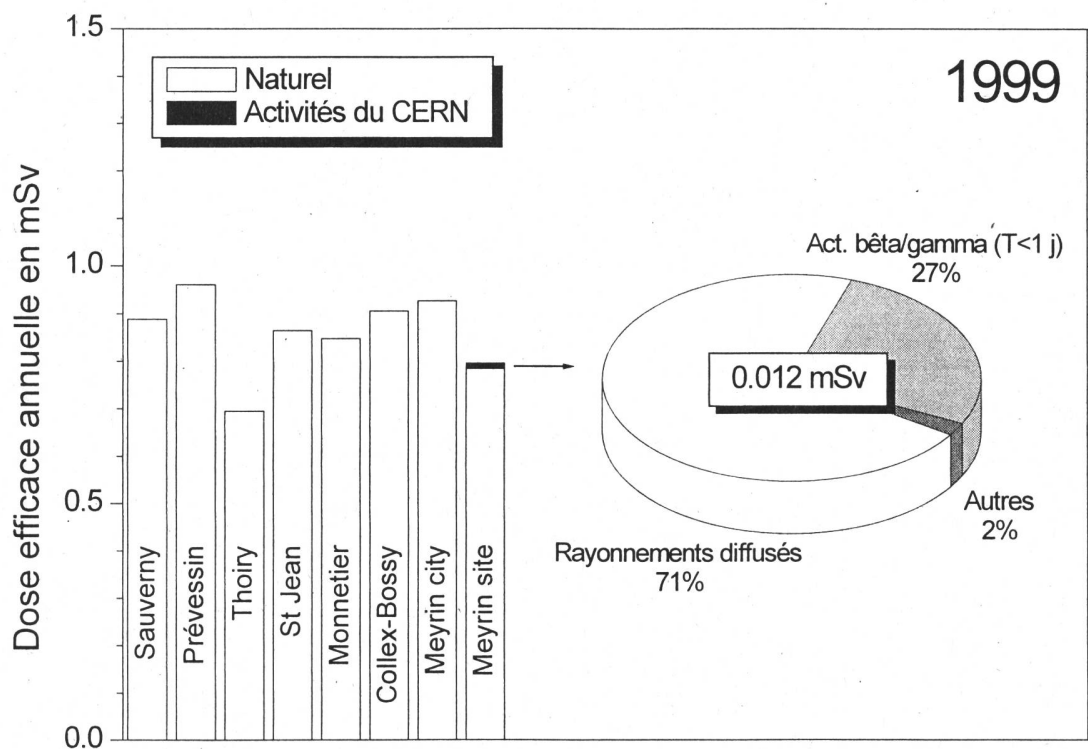 1.5
1.0
0.5
0.0
Dose efficace annuelle en mSv
Naturel
Activités du CERN
1999
Sauverny
Prévessin
Thoiry
St Jean
Monnetier
Collex-Bossy
Meyrin city
Meyrin site
Act. bêta/gamma (T<1 j)
27%
0.012 mSv
Autres
2%
Rayonnements diffusés
71%